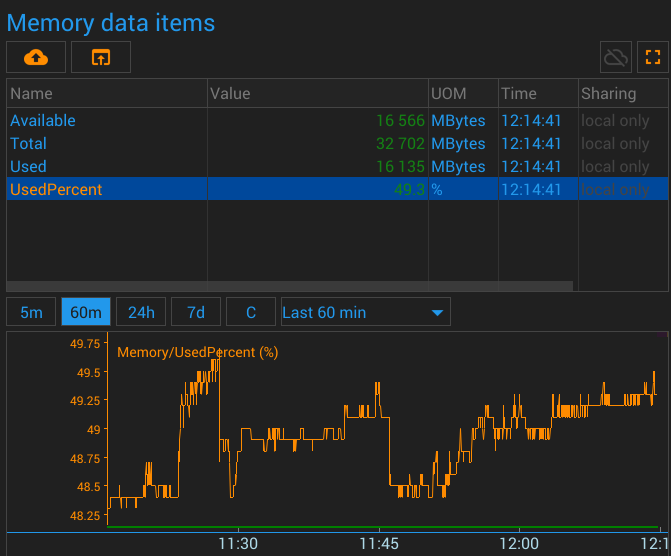 Memory data items
Name Value UOM Time Sharing
Available 16 566 MBytes 12:14:41 local only
Total 32 702 MBytes 12:14:41 local only
Used 16 135 MBytes 12:14:41 local only
UsedPercent 49.3 % 12:14:41 local only
5m 60m 24h 7d C Last 60 min
Memory/UsedPercent (%)
49.75
49.5
49.25
49
48.75
48.5
48.25
11:30 11:45 12:00 12:1